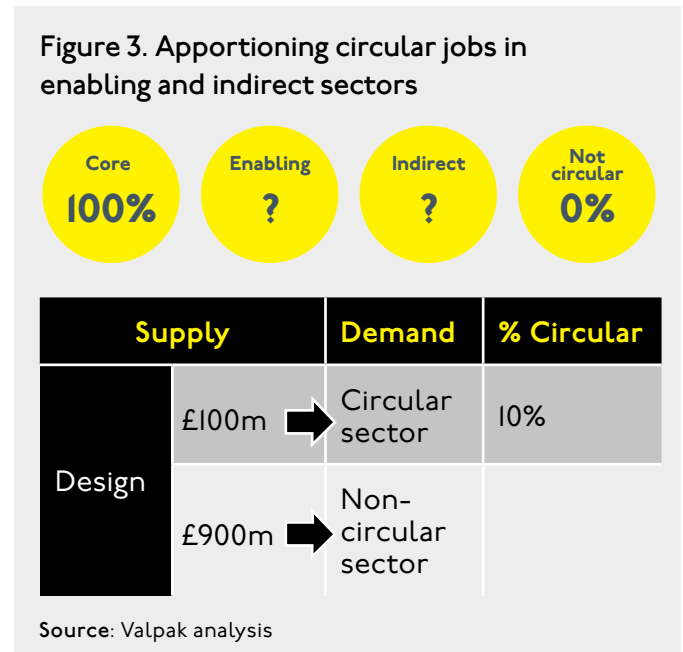 Figure 3. Apportioning circular jobs in
enabling and indirect sectors
Core
100%
Enabling
?
Indirect
?
Not
circular
0%
Supply
Demand
% Circular
Design
£100m
Circular
sector
10%
£900m
Non-
circular
sector
Source: Valpak analysis